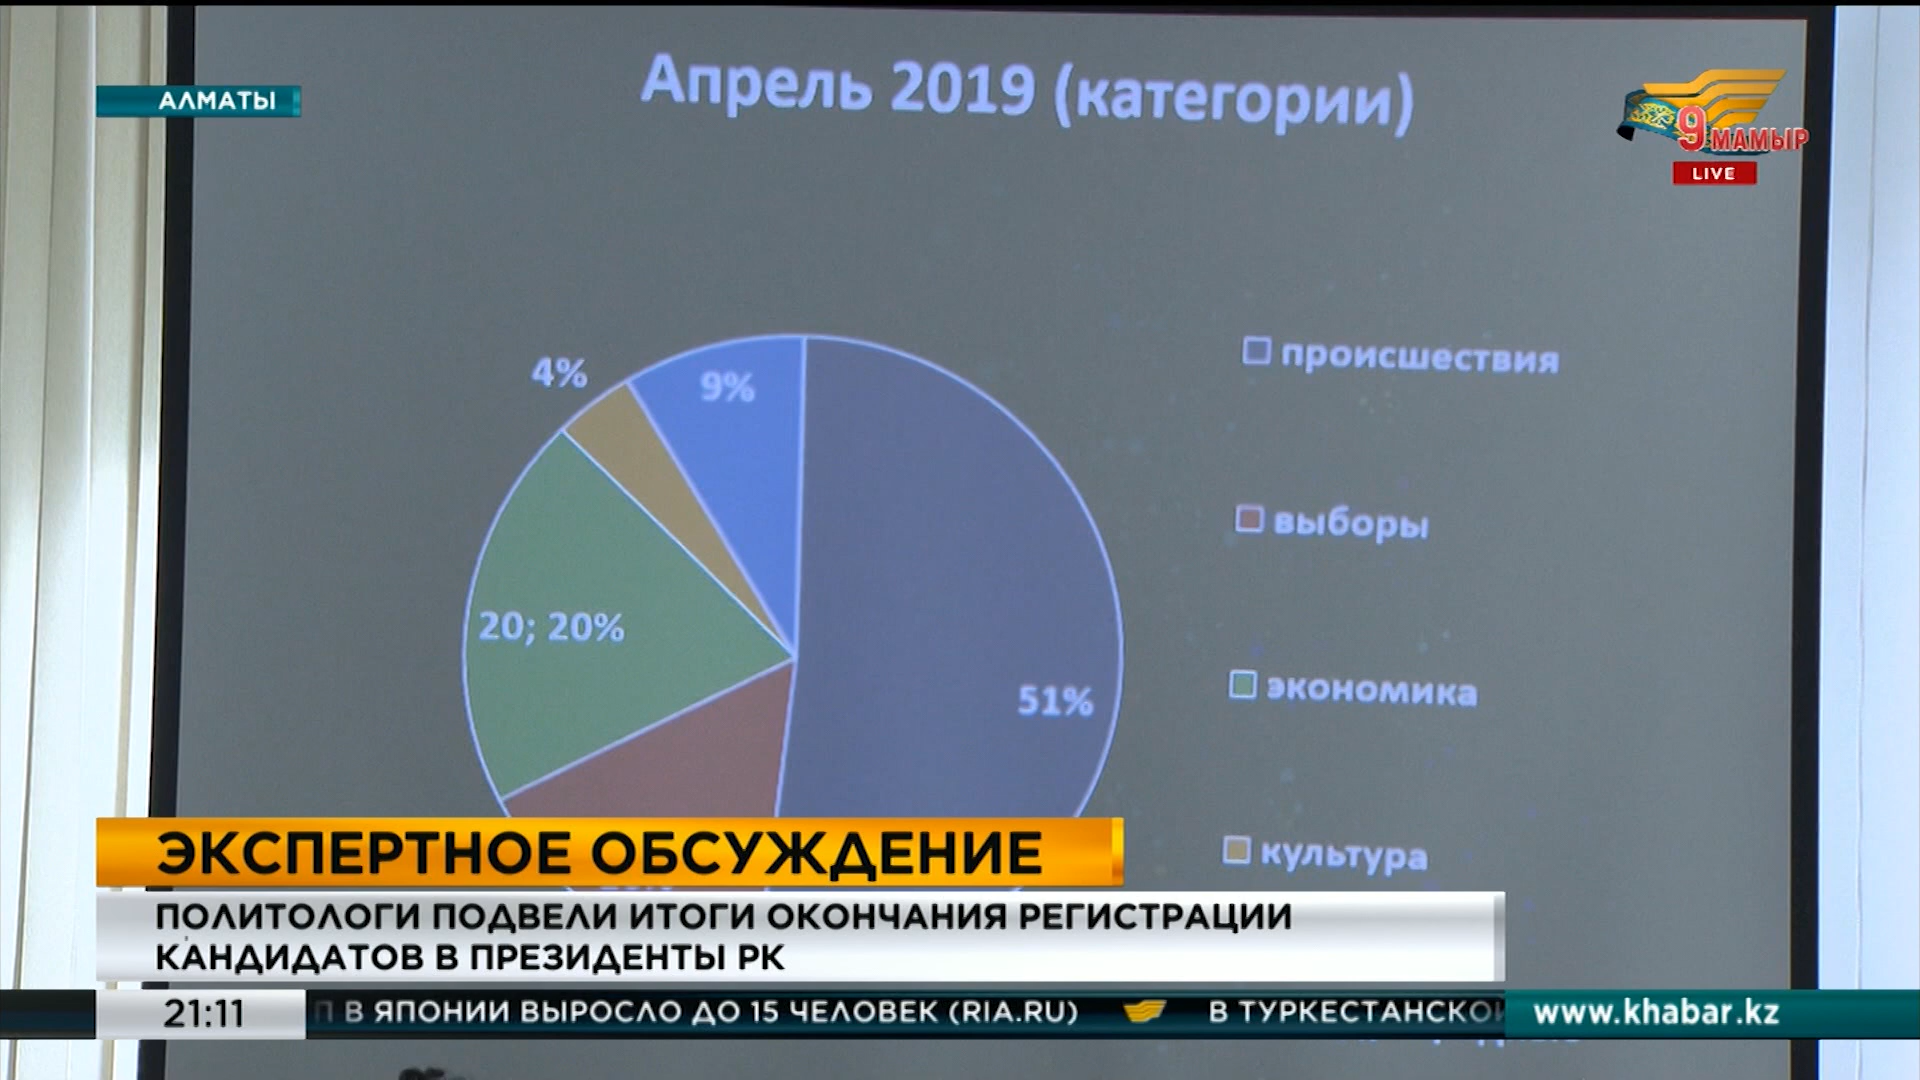 Апрель 2019 (категории)
АЛМАТЫ
9 МАМЫР
LIVE
происшествия
4%
9%
выборы
20; 20%
51%
экономика
культура
ЭКСПЕРТНОЕ ОБСУЖДЕНИЕ
ПОЛИТОЛОГИ ПОДВЕЛИ ИТОГИ ОКОНЧАНИЯ РЕГИСТРАЦИИ
КАНДИДАТОВ В ПРЕЗИДЕНТЫ РК
21:11
В ЯПОНИИ ВЫРОСЛО ДО 15 ЧЕЛОВЕК (RIA.RU) В ТУРКЕСТАНСКОЙ
www.khabar.kz